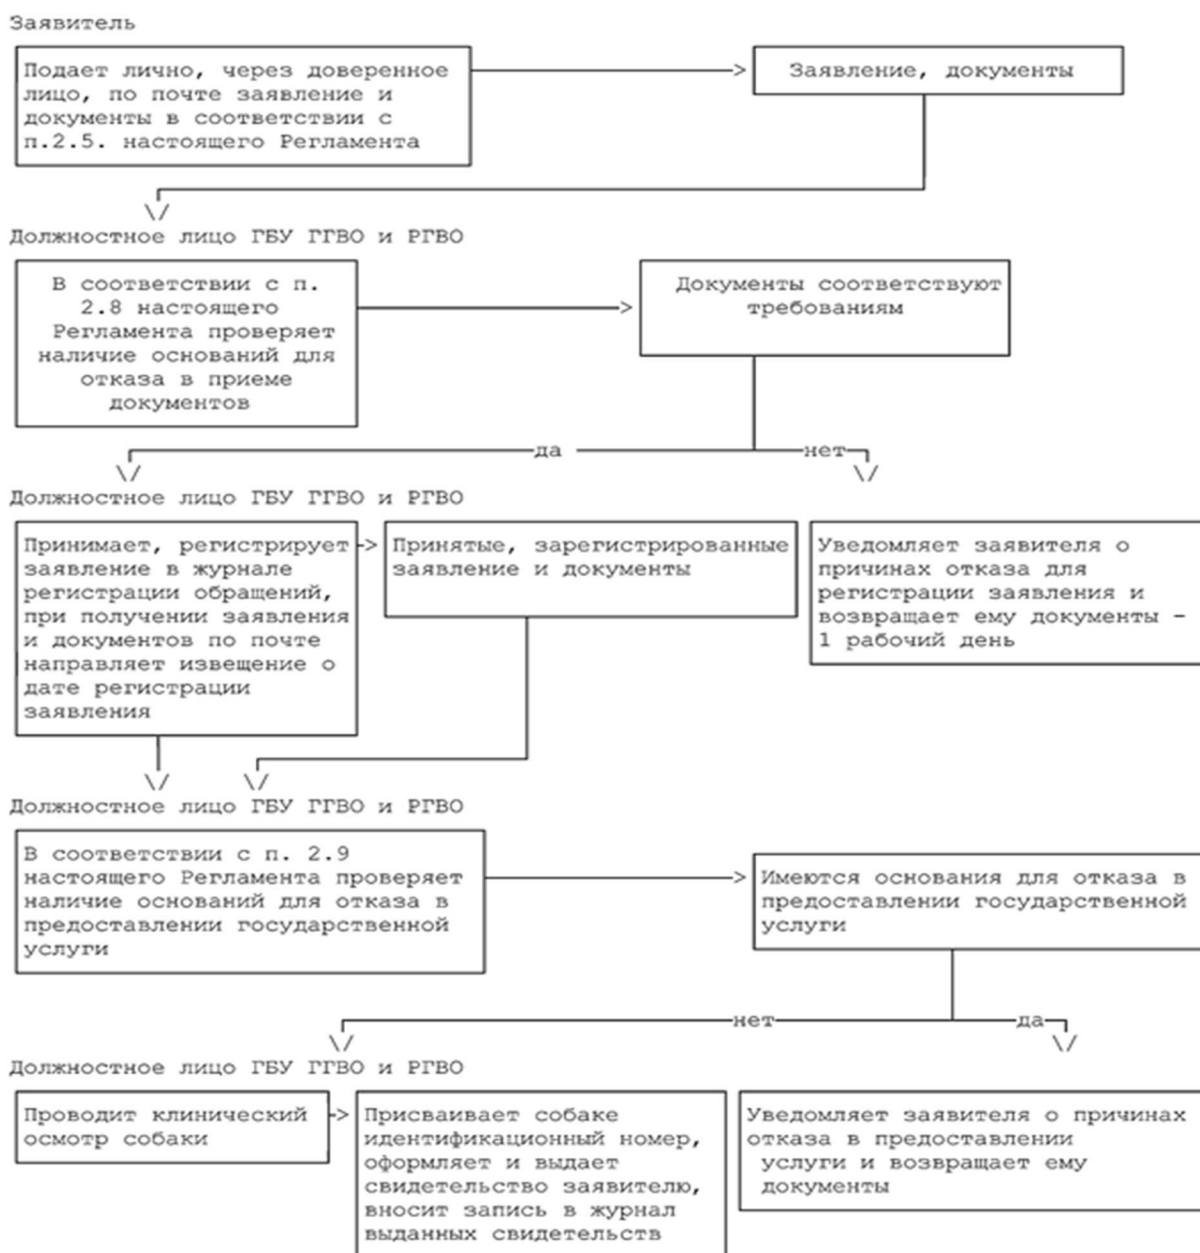 Заявитель
Подает лично, через доверенное
лицо, по почте заявление и
документы в соответствии с
п.2.5. настоящего Регламента
Заявление, документы
Должностное лицо ГБУ ГГВО и РГВО
В соответствии с п.
2.8 настоящего
Регламента проверяет
наличие оснований для
отказа в приеме
документов
Документы соответствуют
требованиям
да
нет
Должностное лицо ГБУ ГГВО и РГВО
Принимает, регистрирует
заявление в журнале
регистрации обращений,
при получении заявления
и документов по почте
направляет извещение о
дате регистрации
заявления
Принятые, зарегистрированные
заявление и документы
Уведомляет заявителя о
причинах отказа для
регистрации заявления и
возвращает ему документы -
1 рабочий день
Должностное лицо ГБУ ГГВО и РГВО
В соответствии с п. 2.9
настоящего Регламента проверяет
наличие оснований для отказа в
предоставлении государственной
услуги
Имеются основания для отказа в
предоставлении государственной
услуги
нет
да
Должностное лицо ГБУ ГГВО и РГВО
Проводит клинический
осмотр собаки
Присваивает собаке
идентификационный номер,
оформляет и выдает
свидетельство заявителю,
вносит запись в журнал
выданных свидетельств
Уведомляет заявителя о причинах
отказа в предоставлении
услуги и возвращает ему
документы